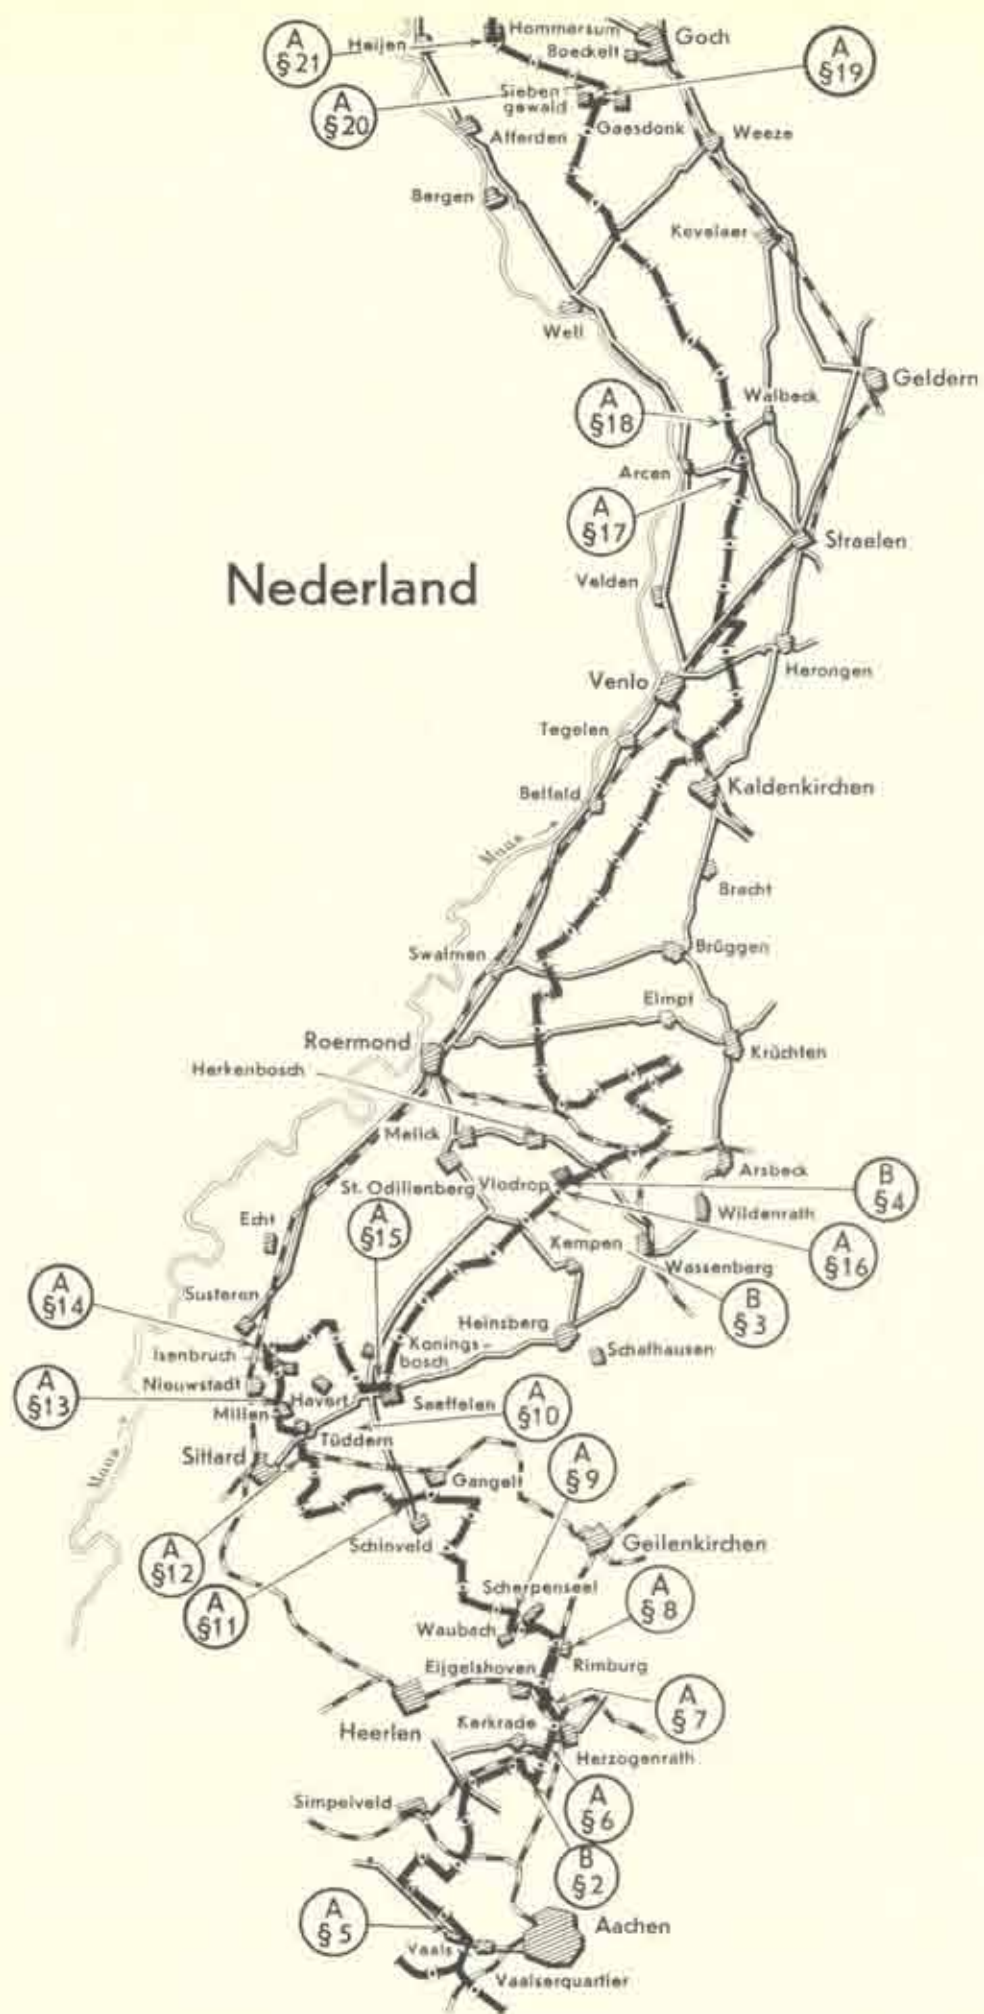 Hommersum
Goch
A
§21
Heijen
Boeckelt
A
§19
Sieben
gewald
A
§20
Afferden
Gaesdonk
Weeze
Bergen
Kevelaer
Well
Geldern
Walbeck
A
§18
Arcen
A
§17
Straelen
Nederland
Velden
Venlo
Herongen
Tegelen
Kaldenkirchen
Belfeld
Maas
Bracht
Swalmen
Brüggen
Elmpt
Roermond
Krüchten
Herkenbosch
Melick
Arsbeck
St. Odiliënberg
Vlodrop
B
§4
A
§15
Wildenrath
Echt
Kempen
A
§16
Wassenberg
A
§14
Susteren
B
§3
Heinsberg
Isenbruch
Konings-
bosch
Schafhausen
A
§13
Nieuwstadt
Havert
Saeffelen
A
§10
Millen
Tüddern
Sittard
Maas
A
§9
Gangelt
Schinveld
Geilenkirchen
A
§12
A
§11
Scherpenseel
A
§8
Waubach
Eijgelshoven
Rimburg
A
§7
Heerlen
Kerkrade
Herzogenrath
Simpelveld
A
§6
B
§2
A
§5
Aachen
Vaals
Vaalserquartier